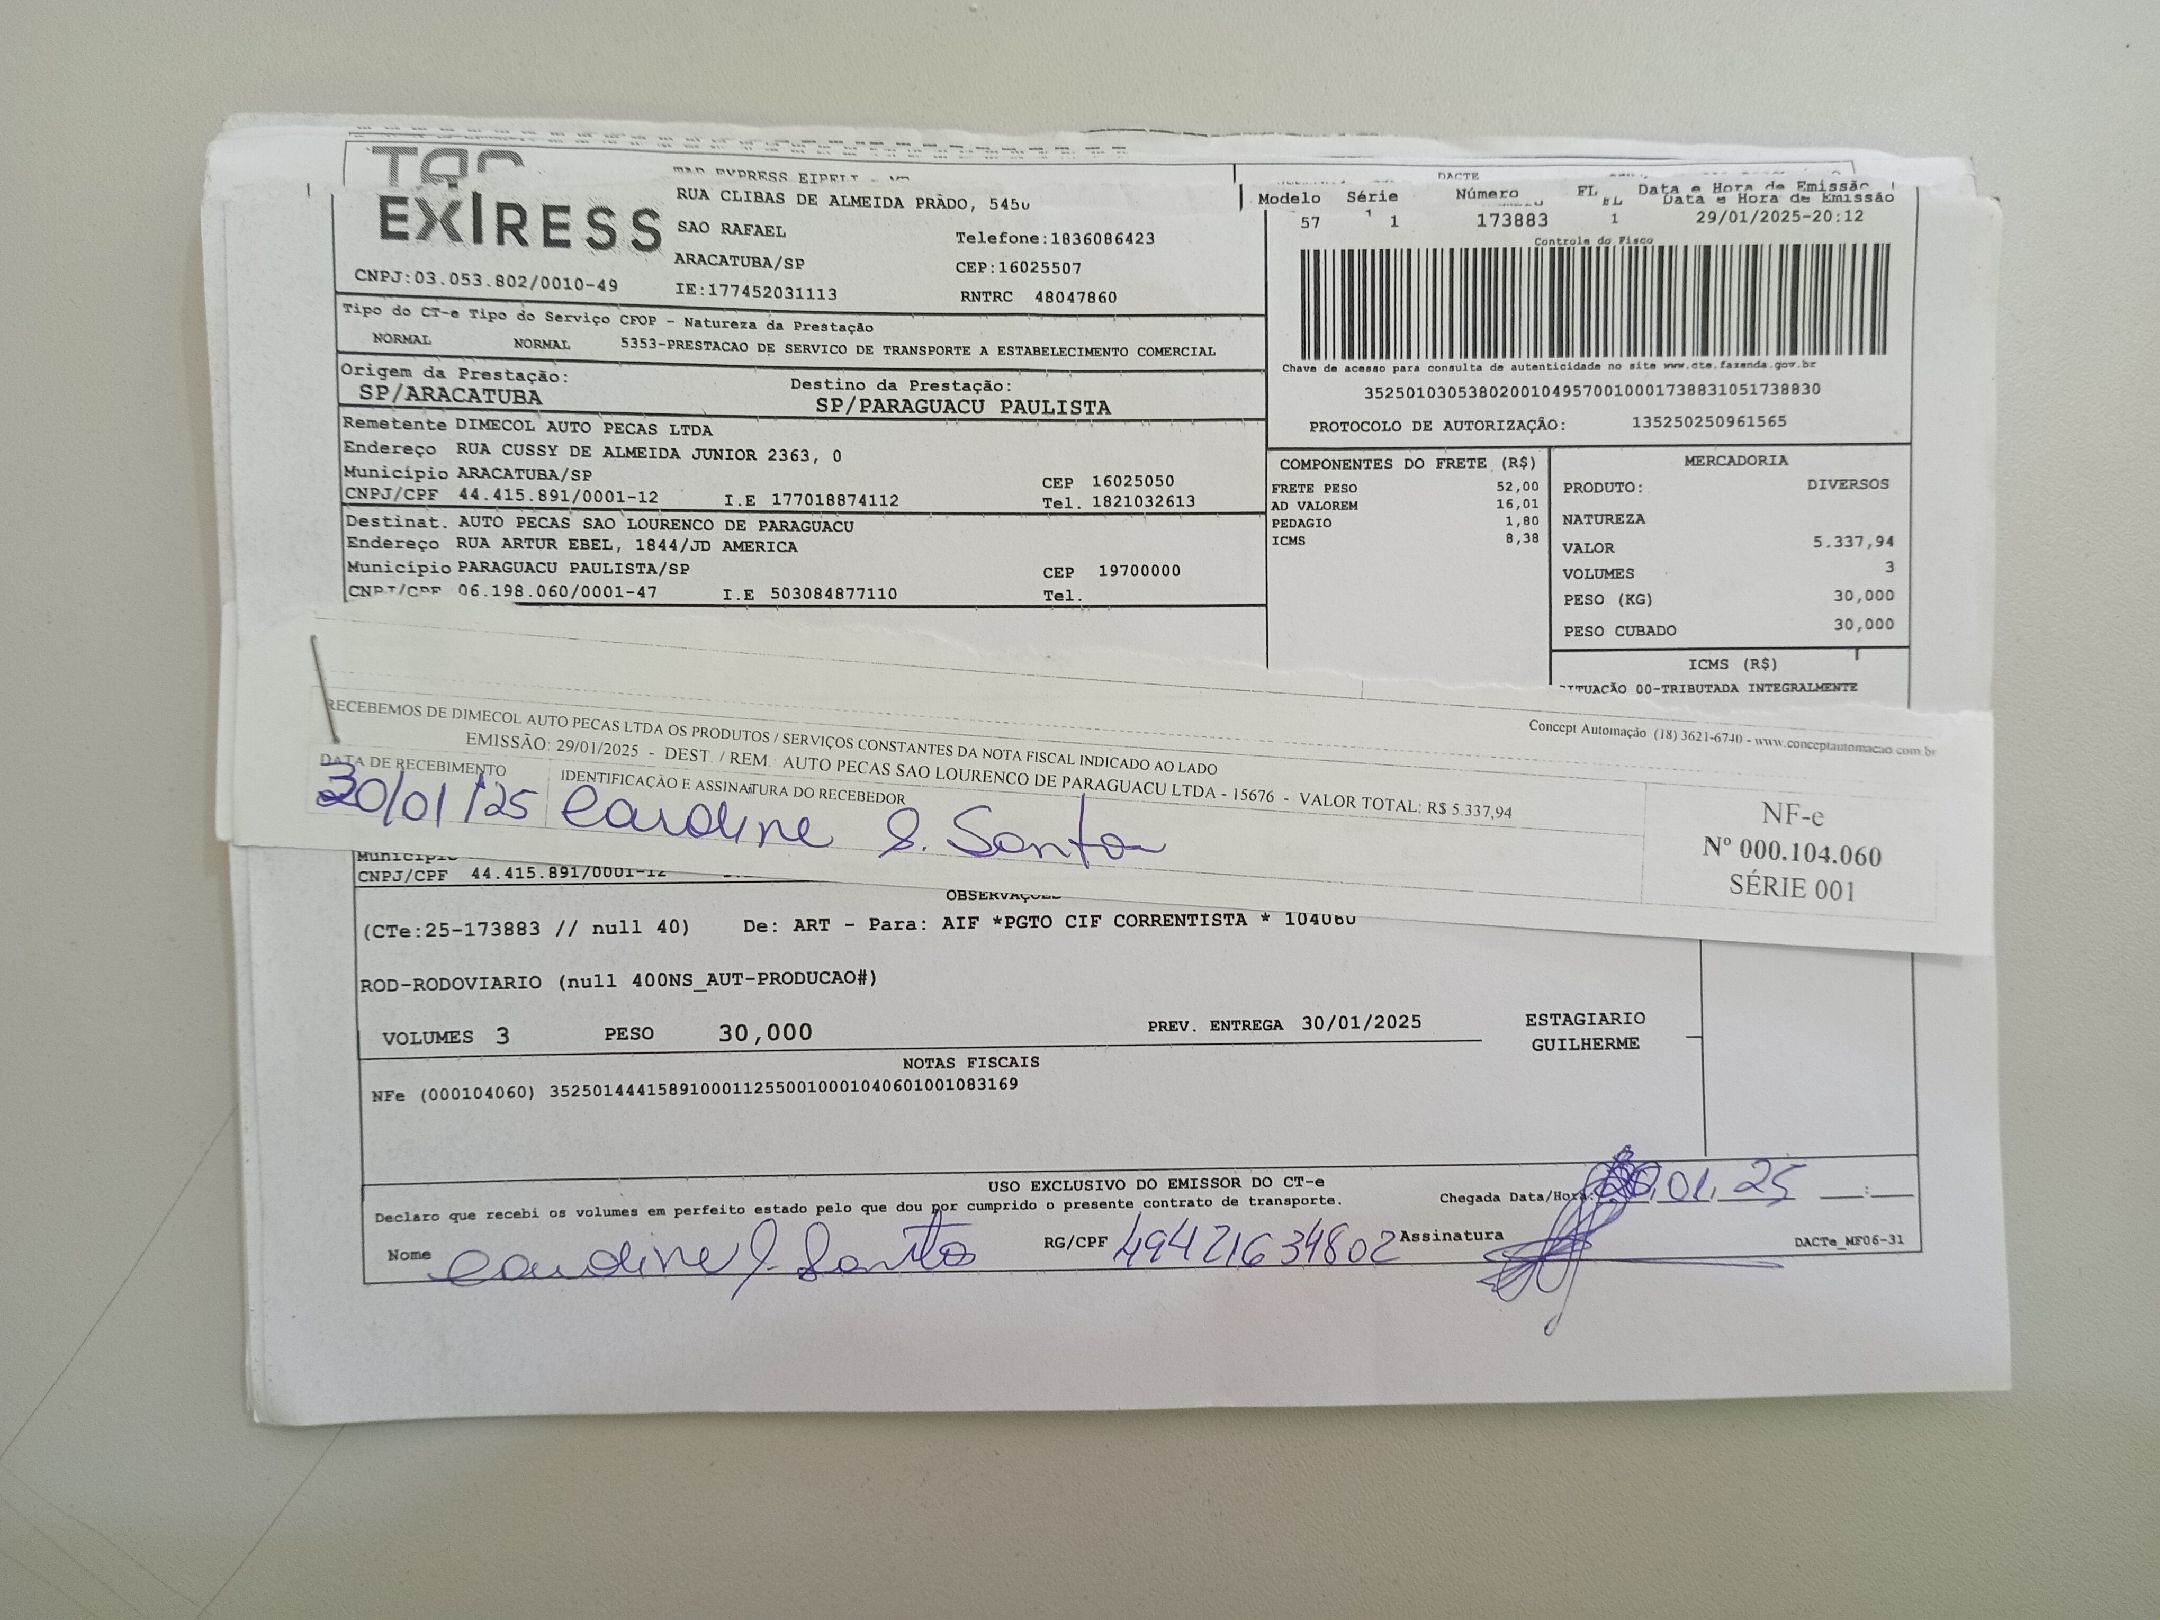 EXPRESS
RUA CLIBAS DE ALMEIDA PRADO, 5450
SAO RAFAEL
Telefone:1836086423
ARACATUBA/SP
CEP:16025507
CNPJ:03.053.802/0010-49
IE:177452031113
RNTRC 48047860
DACTE
Modelo Série Número FL Data e Hora de Emissão
57 1 173883 1 29/01/2025-20:12
Controle do Fisco
Chave de acesso para consulta de autenticidade no site www.cte.fazenda.gov.br
35250103053802001049570010001738831051738830
PROTOCOLO DE AUTORIZAÇÃO: 135250250961565
Tipo do CT-e Tipo do Serviço CFOP - Natureza da Prestação
NORMAL NORMAL 5353-PRESTACAO DE SERVICO DE TRANSPORTE A ESTABELECIMENTO COMERCIAL
Origem da Prestação: Destino da Prestação:
SP/ARACATUBA SP/PARAGUACU PAULISTA
Remetente DIMECOL AUTO PECAS LTDA
Endereço RUA CUSSY DE ALMEIDA JUNIOR 2363, 0
Município ARACATUBA/SP CEP 16025050
CNPJ/CPF 44.415.891/0001-12 I.E 177018874112 Tel. 1821032613
Destinat. AUTO PECAS SAO LOURENCO DE PARAGUACU
Endereço RUA ARTUR EBEL, 1844/JD AMERICA
Município PARAGUACU PAULISTA/SP CEP 19700000
CNPJ/CPF 06.198.060/0001-47 I.E 503084877110 Tel.
COMPONENTES DO FRETE (R$)
FRETE PESO 52,00
AD VALOREM 16,01
PEDAGIO 1,80
ICMS 8,38
MERCADORIA
PRODUTO: DIVERSOS
NATUREZA
VALOR 5.337,94
VOLUMES 3
PESO (KG) 30,000
PESO CUBADO 30,000
ICMS (R$)
00-TRIBUTADA INTEGRALMENTE
Concept Automação (18) 3621-6740 - www.conceptautomacao.com.br
RECEBEMOS DE DIMECOL AUTO PECAS LTDA OS PRODUTOS / SERVIÇOS CONSTANTES DA NOTA FISCAL INDICADO AO LADO
EMISSÃO: 29/01/2025 - DEST. / REM. AUTO PECAS SAO LOURENCO DE PARAGUACU LTDA - 15676 - VALOR TOTAL: R$ 5.337,94
DATA DE RECEBIMENTO IDENTIFICAÇÃO E ASSINATURA DO RECEBEDOR
30/01/25 Caroline S. Santo
NF-e
Nº 000.104.060
SÉRIE 001
Município
CNPJ/CPF 44.415.891/0001-12
OBSERVAÇÕES
(CTe:25-173883 // null 40) De: ART - Para: AIF *PGTO CIF CORRENTISTA * 104060
ROD-RODOVIARIO (null 400NS_AUT-PRODUCAO#)
VOLUMES 3 PESO 30,000 PREV. ENTREGA 30/01/2025 ESTAGIARIO
GUILHERME
NOTAS FISCAIS
NFe (000104060) 35250144415891000112550010001040601001083169
USO EXCLUSIVO DO EMISSOR DO CT-e
Declaro que recebi os volumes em perfeito estado pelo que dou por cumprido o presente contrato de transporte. Chegada Data/Hora: 01, 25 __:__
Nome Caroline S. Santo RG/CPF 49421634802 Assinatura
DACTe_MF06-31